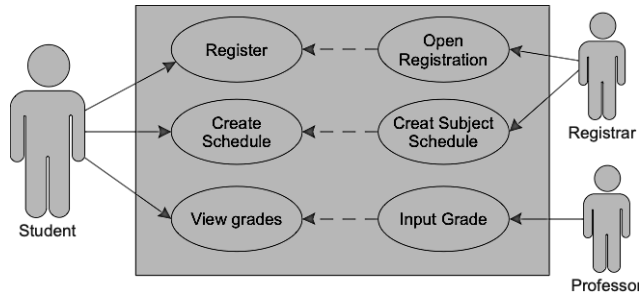 Register
Open
Registration
Registrar
Create
Schedule
Creat Subject
Schedule
Student
View grades
Input Grade
Professor